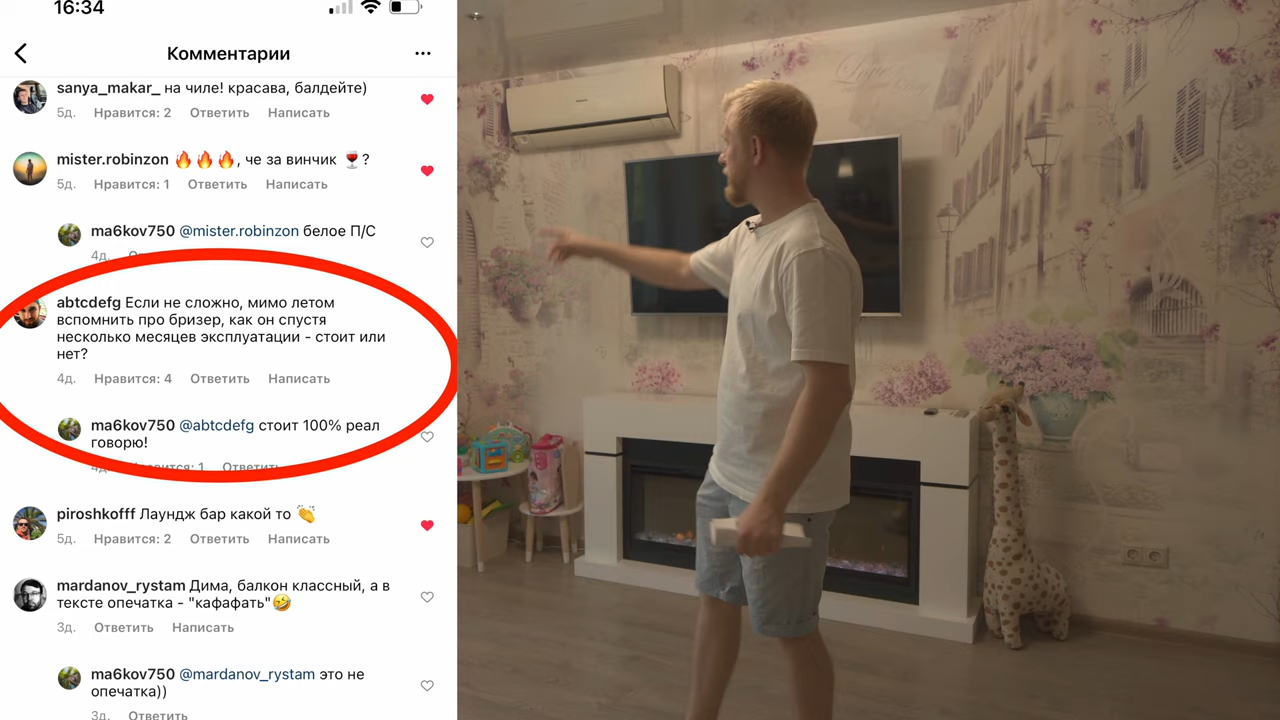 16:34
Комментарии
sanya_makar_ на чиле! красава, балдейте)
5д. Нравится: 2 Ответить Написать
mister.robinzon 🔥🔥🔥, че за винчик 🍷?
5д. Нравится: 1 Ответить Написать
ma6kov750 @mister.robinzon белое П/С
4д.
abtcdefg Если не сложно, мимо летом
вспомнить про бризер, как он спустя
несколько месяцев эксплуатации - стоит или
нет?
4д. Нравится: 4 Ответить Написать
ma6kov750 @abtcdefg стоит 100% реал
говорю!
4д. Нравится: 1 Ответить
piroshkofff Лаундж бар какой то 👏
5д. Нравится: 2 Ответить Написать
mardanov_rystam Дима, балкон классный, а в
тексте опечатка - "кафафать"🤣
3д. Ответить Написать
ma6kov750 @mardanov_rystam это не
опечатка))
3д. Ответить